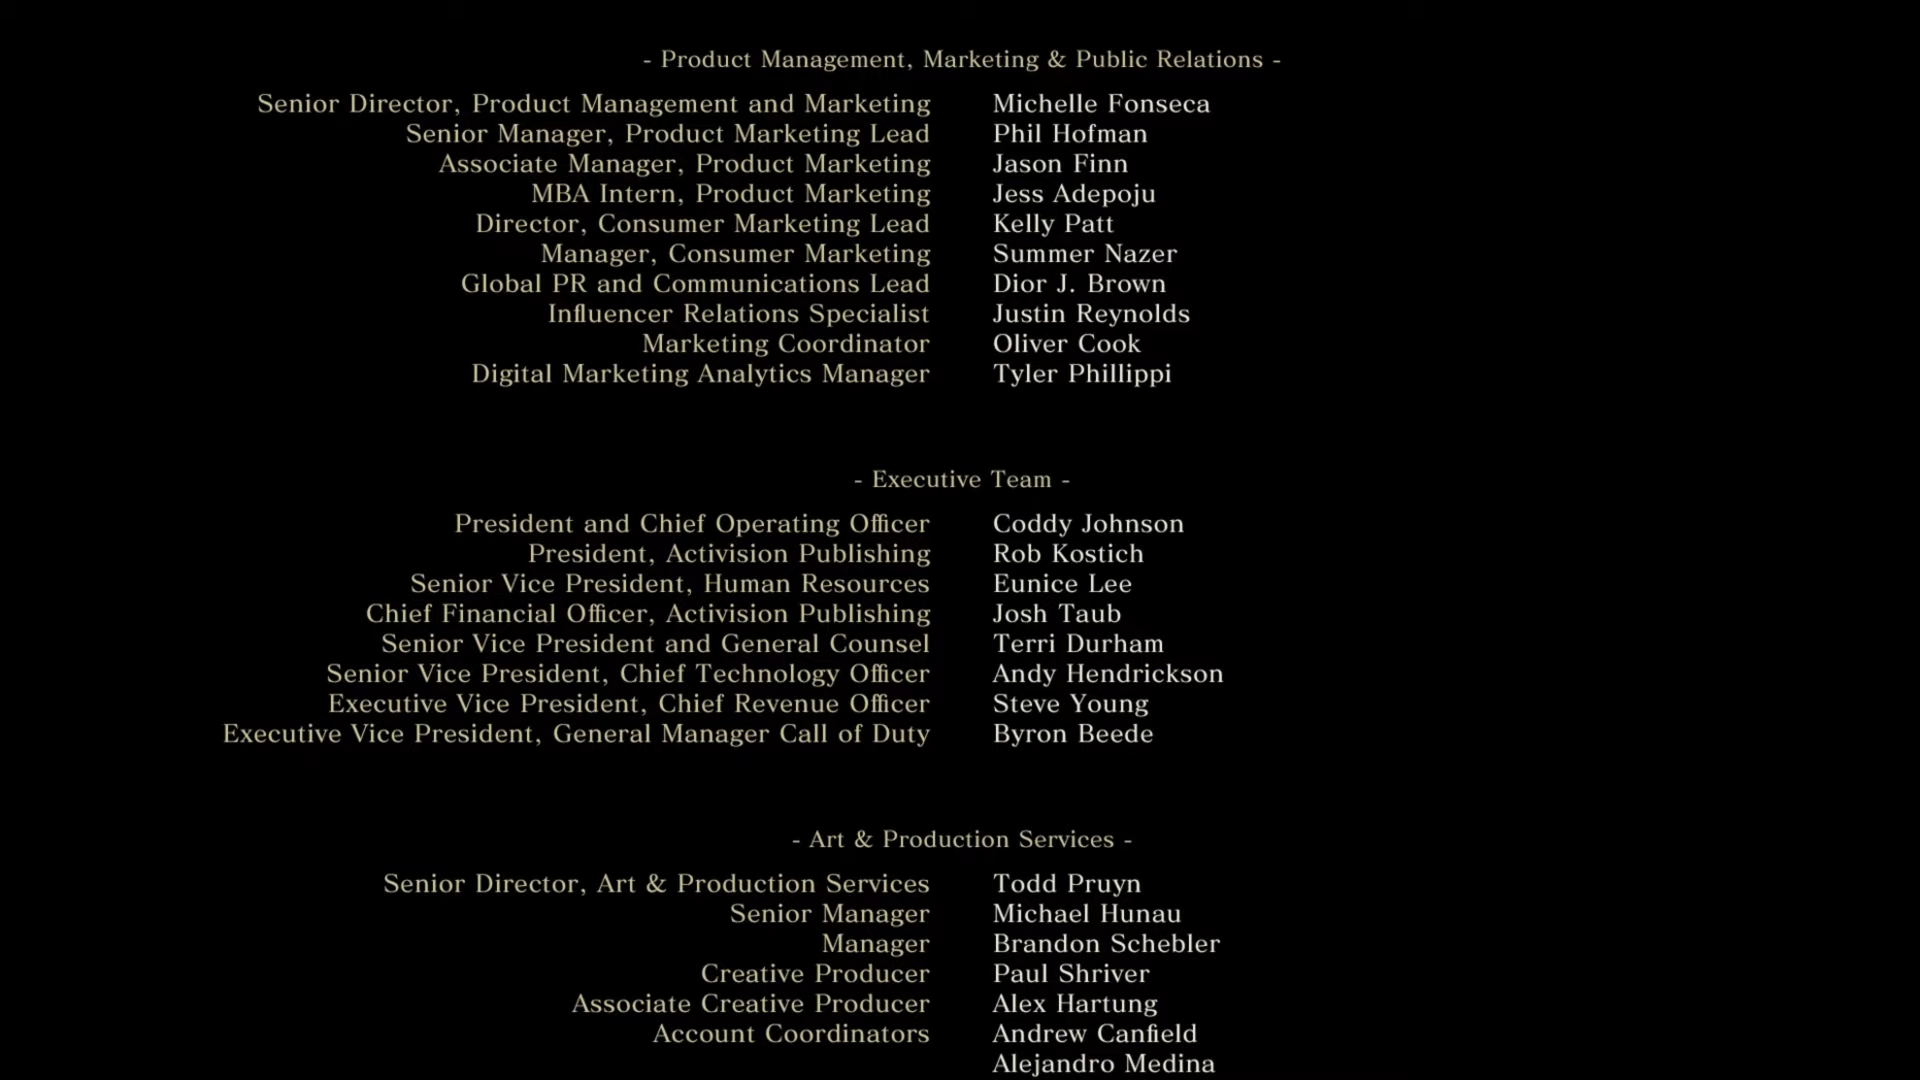 - Product Management, Marketing & Public Relations -
Senior Director, Product Management and Marketing Michelle Fonseca
Senior Manager, Product Marketing Lead Phil Hofman
Associate Manager, Product Marketing Jason Finn
MBA Intern, Product Marketing Jess Adepoju
Director, Consumer Marketing Lead Kelly Patt
Manager, Consumer Marketing Summer Nazer
Global PR and Communications Lead Dior J. Brown
Influencer Relations Specialist Justin Reynolds
Marketing Coordinator Oliver Cook
Digital Marketing Analytics Manager Tyler Phillippi
- Executive Team -
President and Chief Operating Officer Coddy Johnson
President, Activision Publishing Rob Kostich
Senior Vice President, Human Resources Eunice Lee
Chief Financial Officer, Activision Publishing Josh Taub
Senior Vice President and General Counsel Terri Durham
Senior Vice President, Chief Technology Officer Andy Hendrickson
Executive Vice President, Chief Revenue Officer Steve Young
Executive Vice President, General Manager Call of Duty Byron Beede
- Art & Production Services -
Senior Director, Art & Production Services Todd Pruyn
Senior Manager Michael Hunau
Manager Brandon Schebler
Creative Producer Paul Shriver
Associate Creative Producer Alex Hartung
Account Coordinators Andrew Canfield
Alejandro Medina